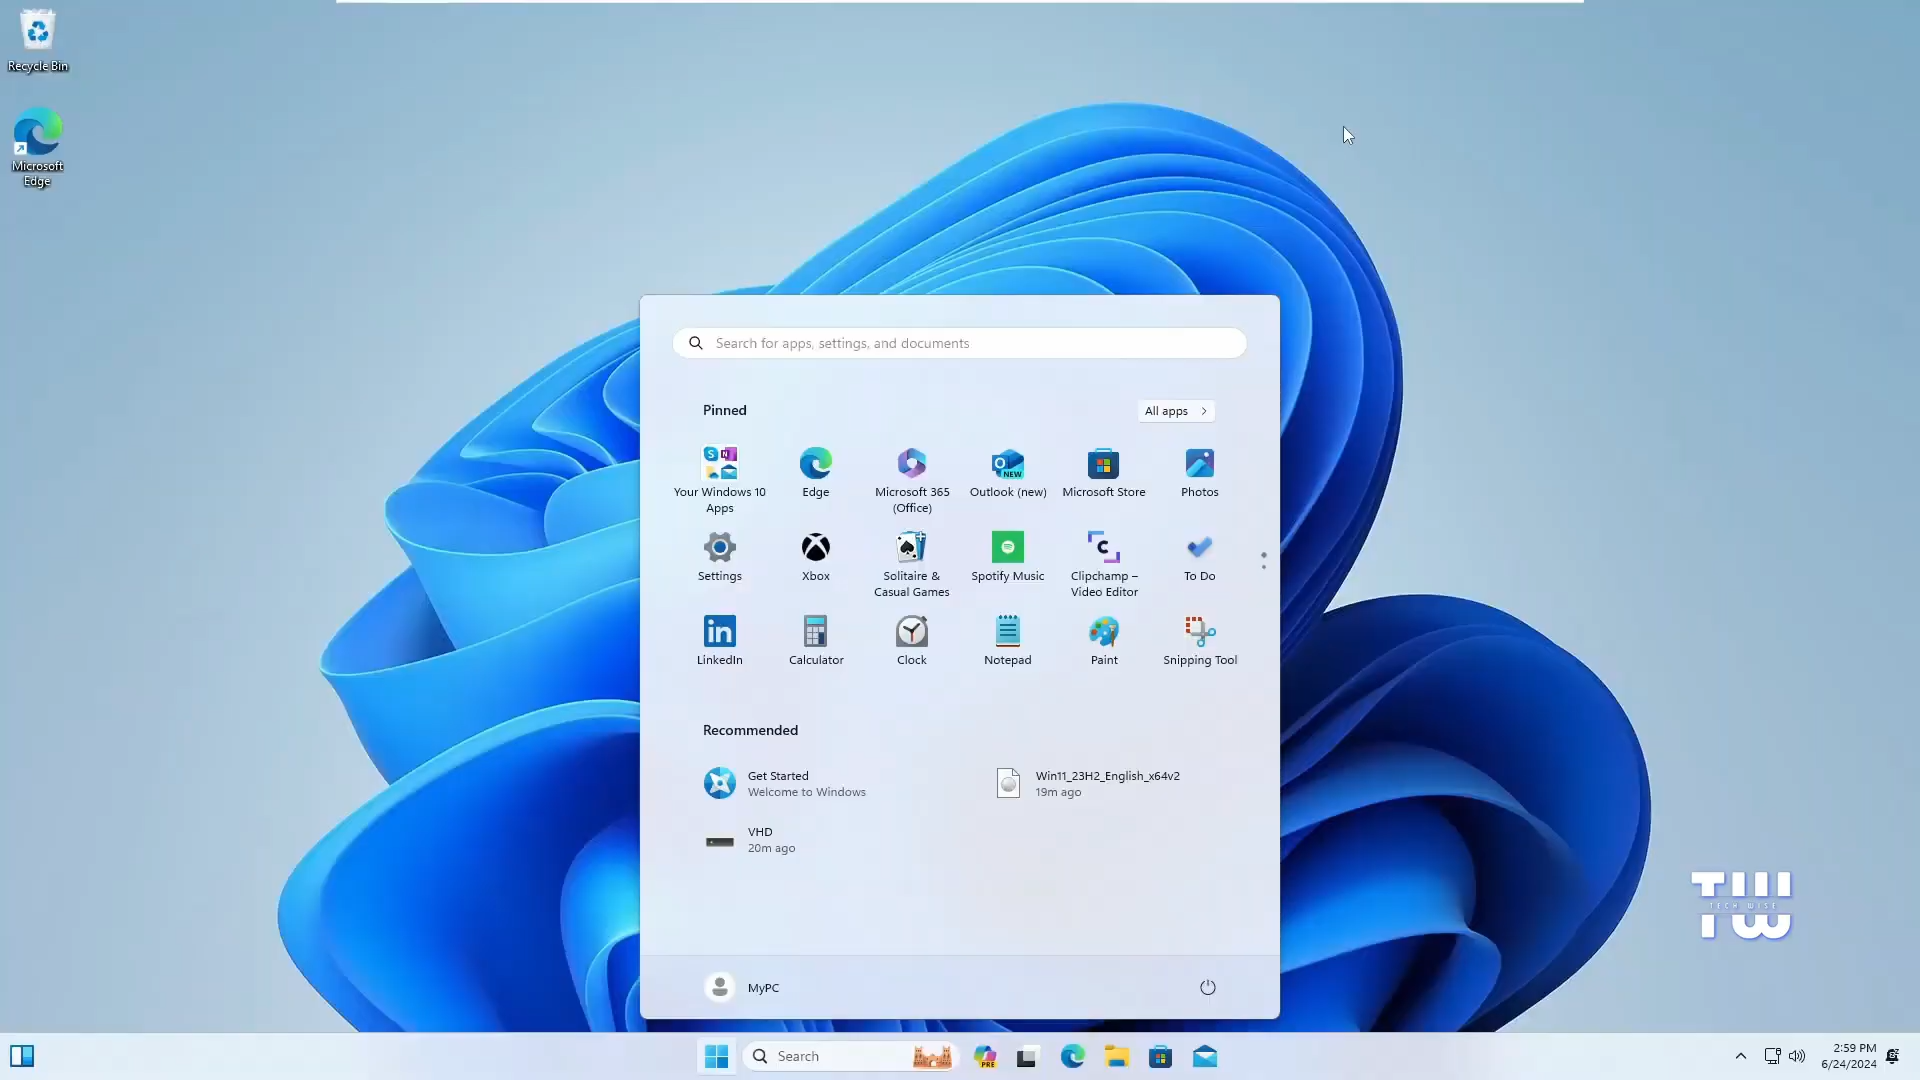 Recycle Bin
Microsoft
Edge
Search for apps, settings, and documents
Pinned
All apps
Your Windows 10
Apps
Edge
Microsoft 365
(Office)
Outlook (new)
NEW
Microsoft Store
Photos
Settings
Xbox
Solitaire &
Casual Games
Spotify Music
Clipchamp –
Video Editor
To Do
LinkedIn
Calculator
Clock
Notepad
Paint
Snipping Tool
Recommended
Get Started
Welcome to Windows
Win11_23H2_English_x64v2
19m ago
VHD
20m ago
MyPC
TW
TECH WISE
TW
Search
PRE
2:59 PM
6/24/2024